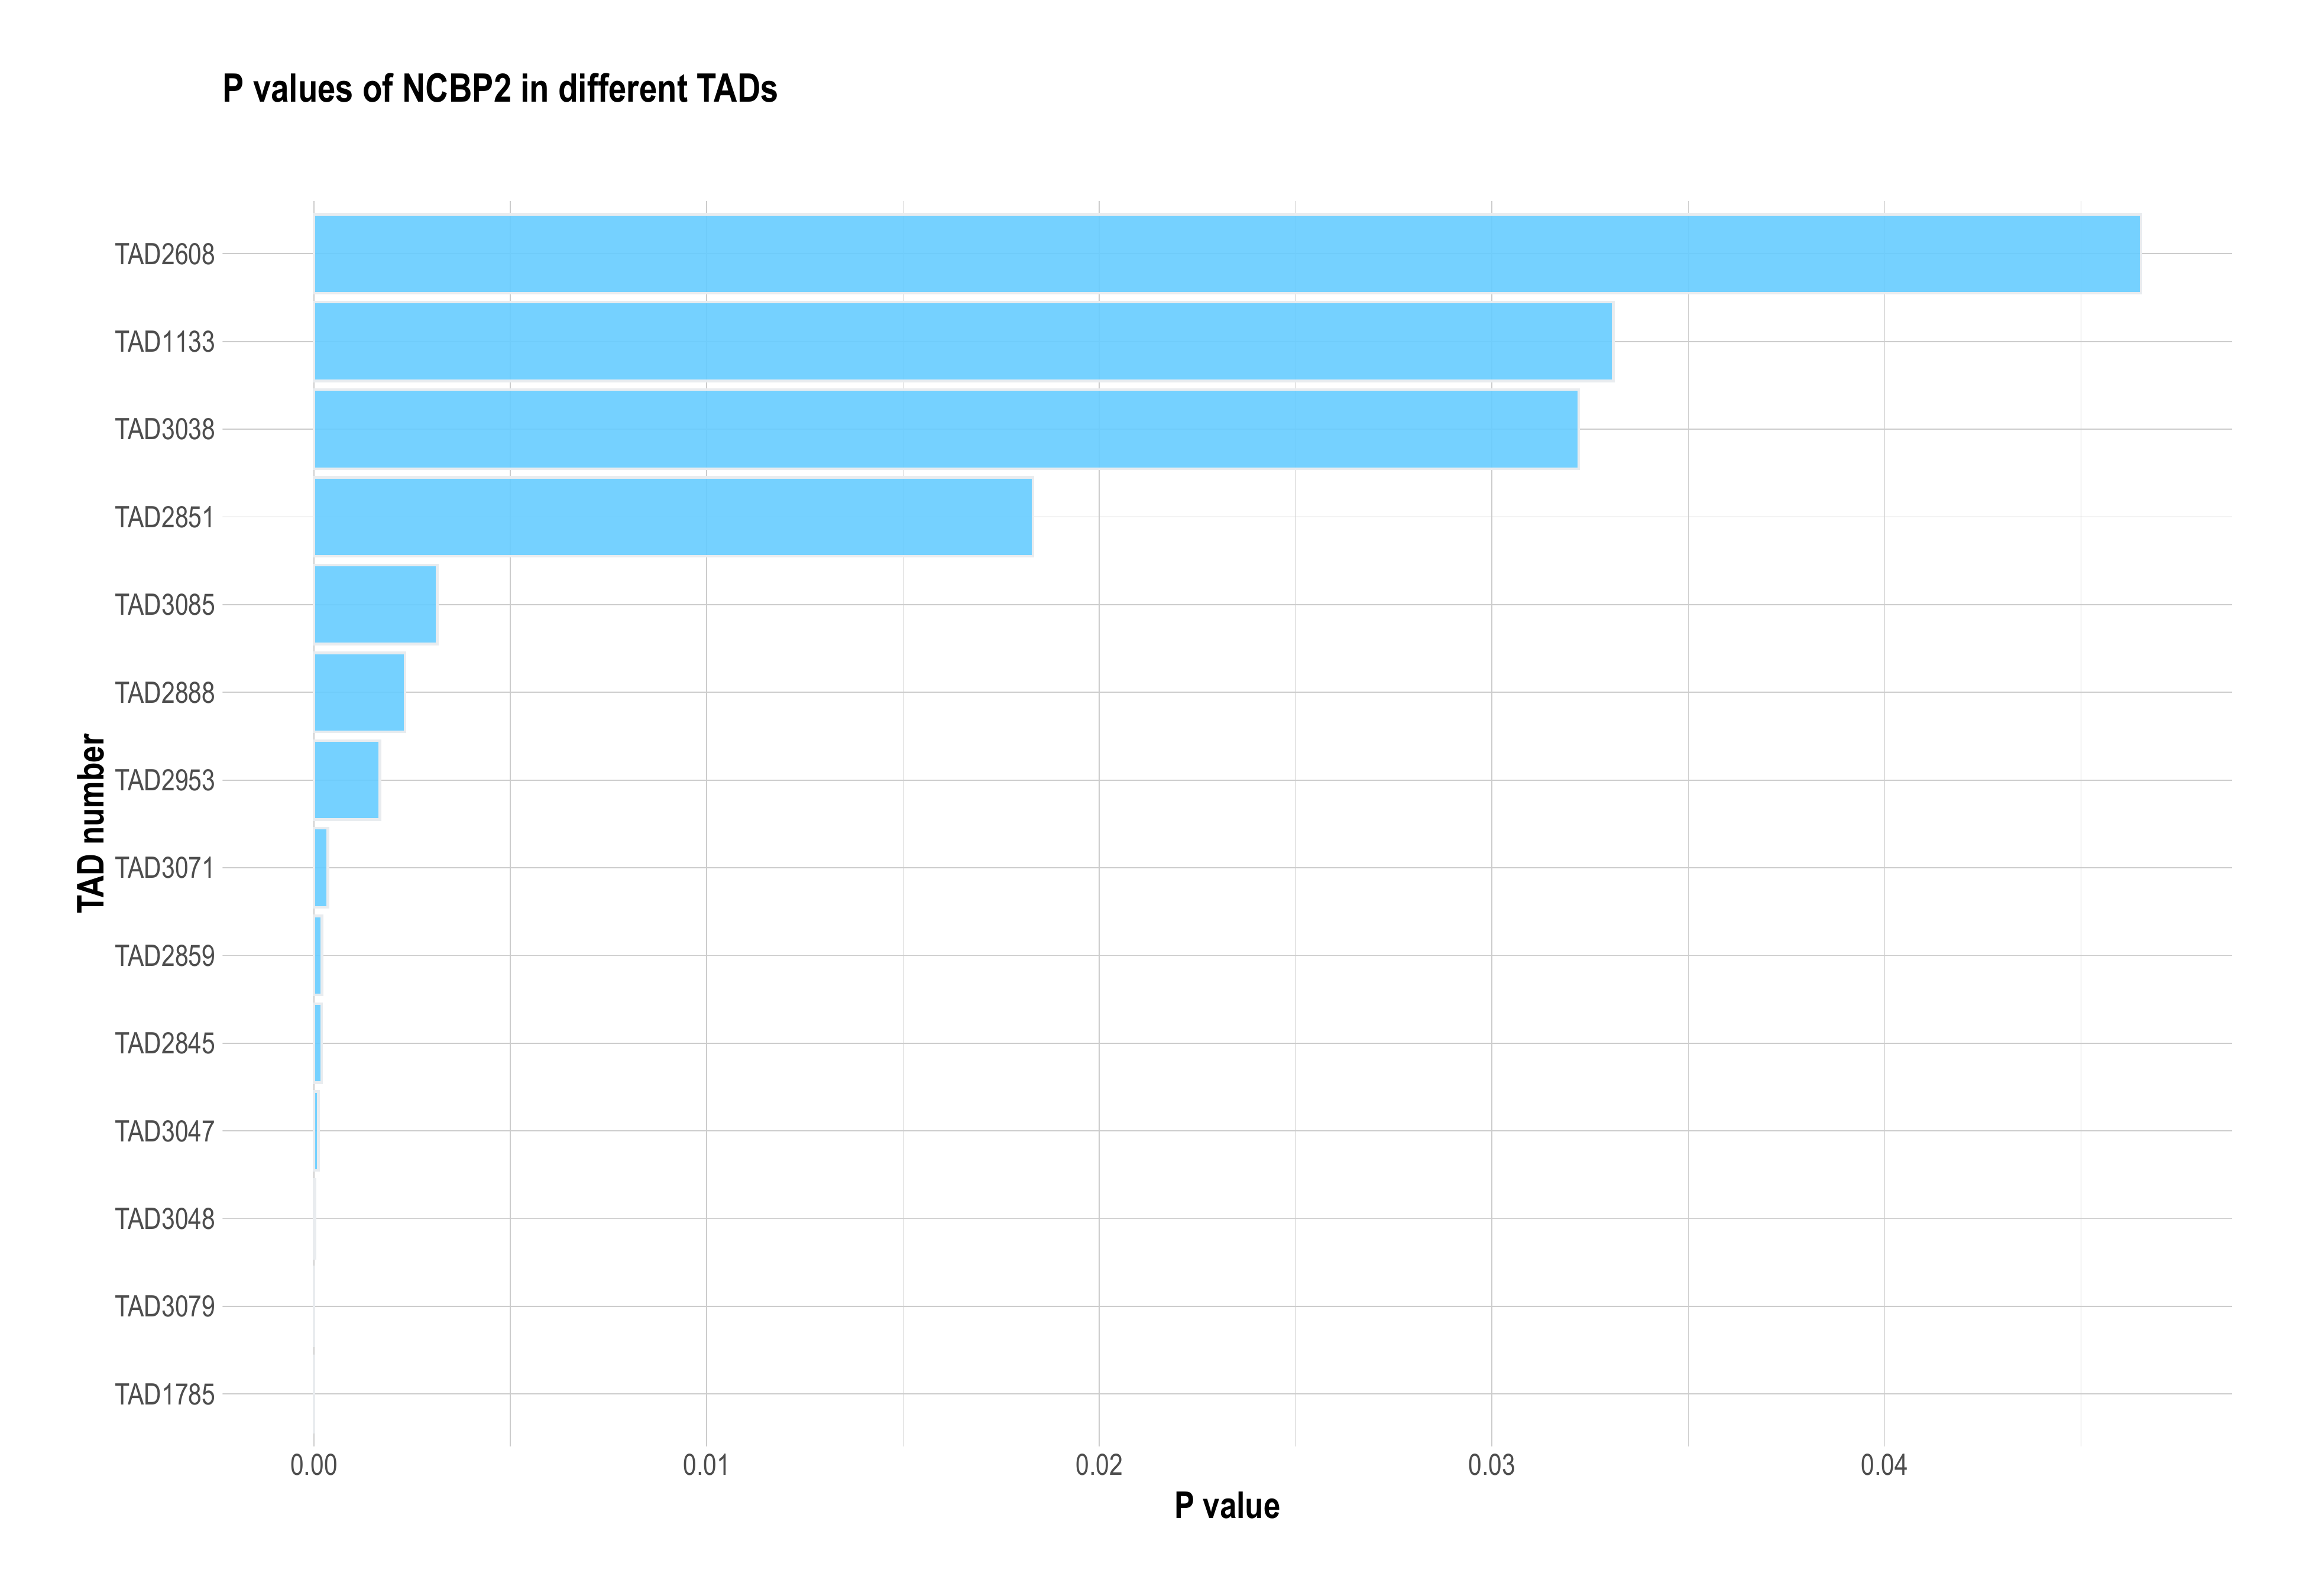 P values of NCBP2 in different TADs
TAD2608
TAD1133
TAD3038
TAD2851
TAD3085
TAD2888
TAD2953
TAD3071
TAD2859
TAD2845
TAD3047
TAD3048
TAD3079
TAD1785
TAD number
0.00 0.01 0.02 0.03 0.04
P value